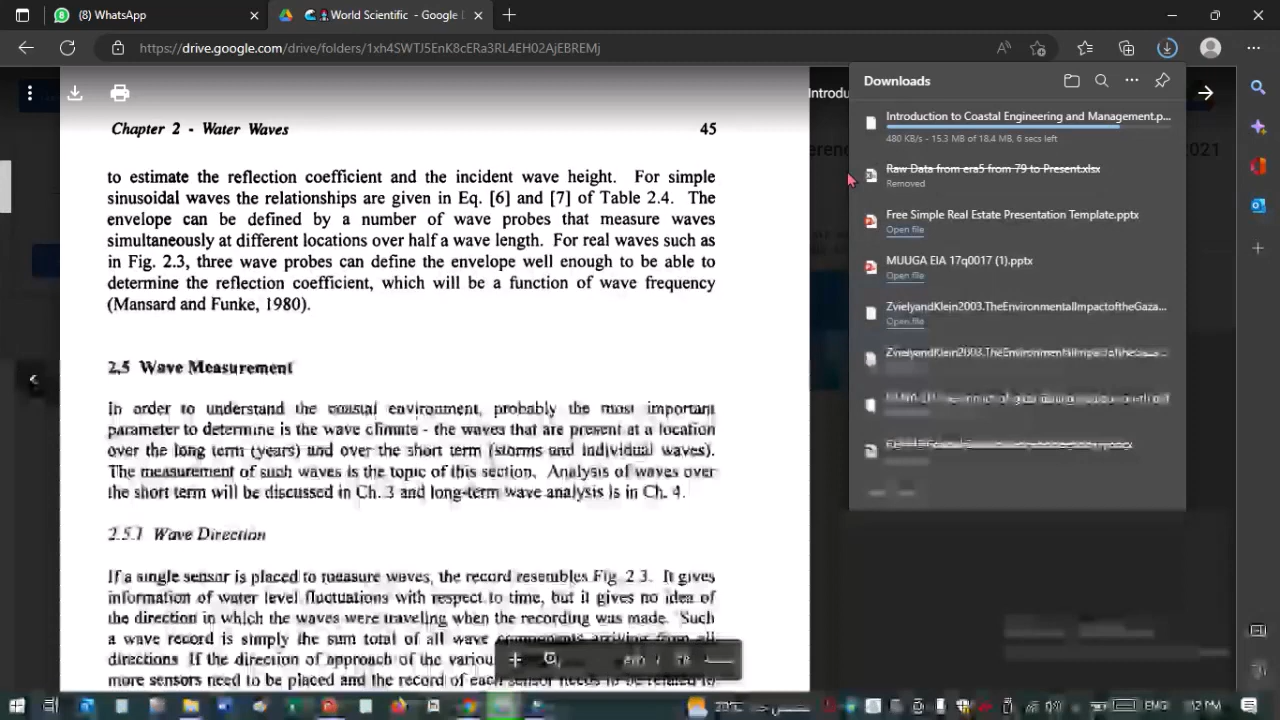 (8) WhatsApp
World Scientific - Google
https://drive.google.com/drive/folders/1xh4SWTJ5EnK8cERa3RL4EH02AjEBREMj
Introdu
2021
Chapter 2 - Water Waves
45
to estimate the reflection coefficient and the incident wave height. For simple
sinusoidal waves the relationships are given in Eq. [6] and [7] of Table 2.4. The
envelope can be defined by a number of wave probes that measure waves
simultaneously at different locations over half a wave length. For real waves such as
in Fig. 2.3, three wave probes can define the envelope well enough to be able to
determine the reflection coefficient, which will be a function of wave frequency
(Mansard and Funke, 1980).
2.5 Wave Measurement
In order to understand the coastal environment, probably the most important
parameter to determine is the wave climate - the waves that are present at a location
over the long term (years) and over the short term (storms and individual waves).
The measurement of such waves is the topic of this section. Analysis of waves over
the short term will be discussed in Ch. 3 and long-term wave analysis is in Ch. 4.
2.5.1 Wave Direction
If a single sensor is placed to measure waves, the record resembles Fig. 2.3. It gives
information of water level fluctuations with respect to time, but it gives no idea of
the direction in which the waves were traveling when the recording was made. Such
a wave record is simply the sum total of all wave components arriving from all
directions. If the direction of approach of the
more sensors need to be placed and the record of each sensor needs to be related to
Downloads
Introduction to Coastal Engineering and Management.p...
480 KB/s - 15.3 MB of 18.4 MB, 6 secs left
Raw Data from era5 from 79 to Present.xlsx
Removed
Free Simple Real Estate Presentation Template.pptx
Open file
MUUGA EIA 17q0017 (1).pptx
Open file
ZvielyandKlein2003.TheEnvironmentalImpactoftheGaza...
Open file
ENG